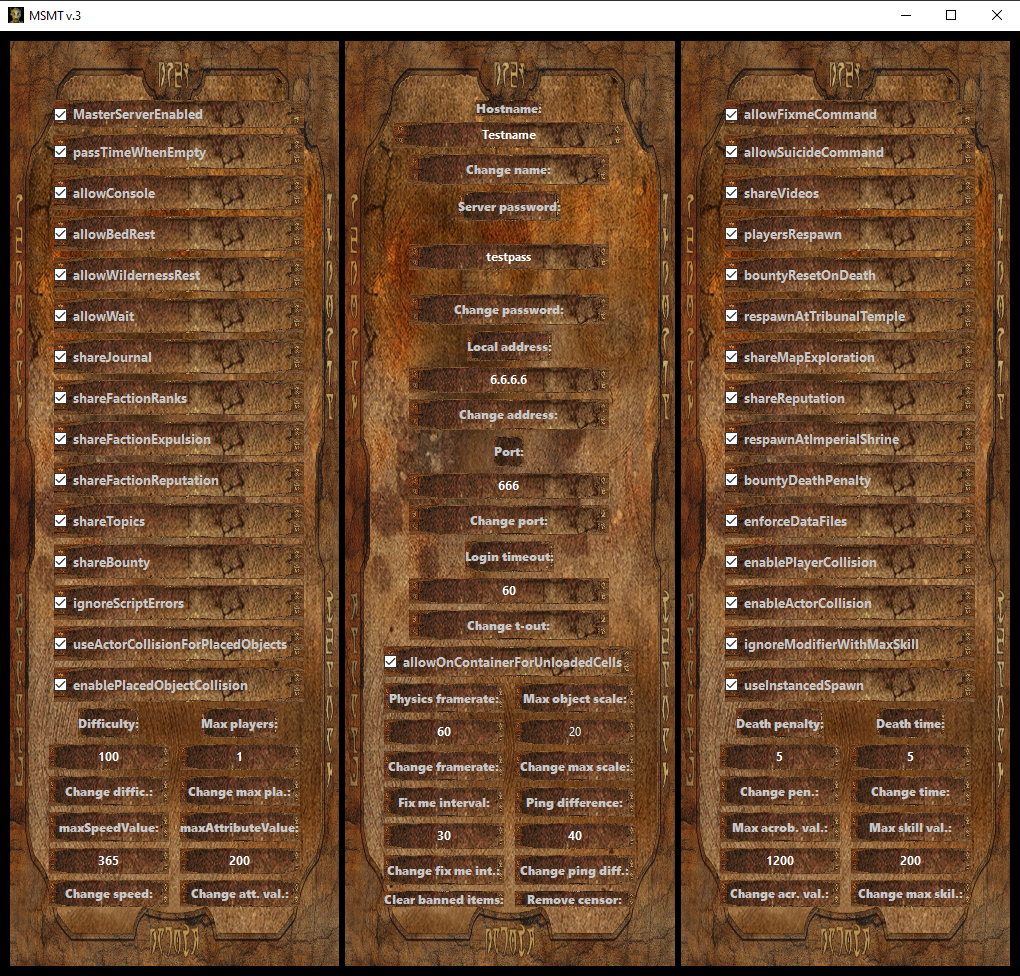 MSMT v.3
MasterServerEnabled
passTimeWhenEmpty
allowConsole
allowBedRest
allowWildernessRest
allowWait
shareJournal
shareFactionRanks
shareFactionExpulsion
shareFactionReputation
shareTopics
shareBounty
ignoreScriptErrors
useActorCollisionForPlacedObjects
enablePlacedObjectCollision
Difficulty: Max players:
100 1
Change diffic.: Change max pla.:
maxSpeedValue: maxAttributeValue:
365 200
Change speed: Change att. val.:
Hostname:
Testname
Change name:
Server password:
testpass
Change password:
Local address:
6.6.6.6
Change address:
Port:
666
Change port:
Login timeout:
60
Change t-out:
allowOnContainerForUnloadedCells
Physics framerate: Max object scale:
60 20
Change framerate: Change max scale:
Fix me interval: Ping difference:
30 40
Change fix me int.: Change ping diff.:
Clear banned items: Remove censor:
allowFixmeCommand
allowSuicideCommand
shareVideos
playersRespawn
bountyResetOnDeath
respawnAtTribunalTemple
shareMapExploration
shareReputation
respawnAtImperialShrine
bountyDeathPenalty
enforceDataFiles
enablePlayerCollision
enableActorCollision
ignoreModifierWithMaxSkill
useInstancedSpawn
Death penalty: Death time:
5 5
Change pen.: Change time:
Max acrob. val.: Max skill val.:
1200 200
Change acr. val.: Change max skil.: